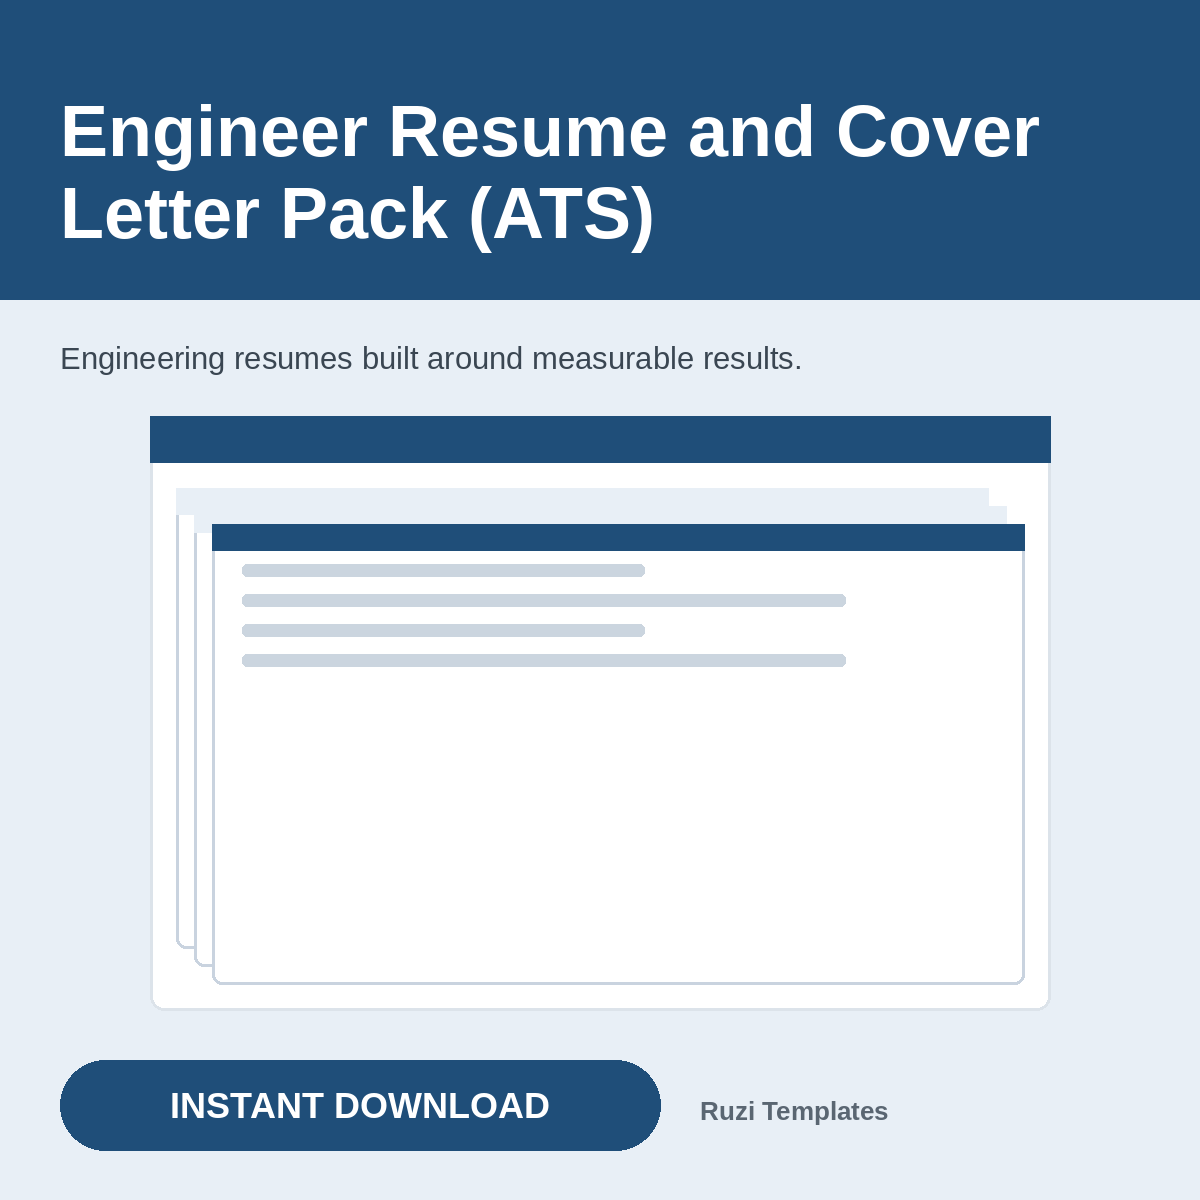 Engineer Resume and Cover
Letter Pack (ATS)
Engineering resumes built around measurable results.
INSTANT DOWNLOAD
Ruzi Templates